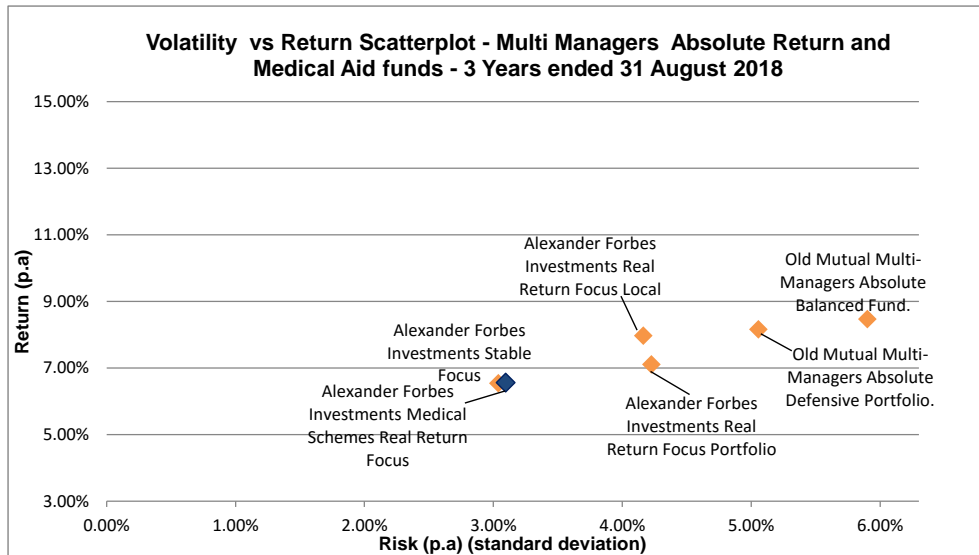 Volatility vs Return Scatterplot - Multi Managers Absolute Return and
Medical Aid funds - 3 Years ended 31 August 2018
15.00%
13.00%
11.00%
9.00%
7.00%
5.00%
3.00%
Return (p.a)
Alexander Forbes
Investments Real
Return Focus Local
Old Mutual Multi-
Managers Absolute
Balanced Fund.
Alexander Forbes
Investments Stable
Focus
Alexander Forbes
Investments Medical
Schemes Real Return
Focus
Alexander Forbes
Investments Real
Return Focus Portfolio
Old Mutual Multi-
Managers Absolute
Defensive Portfolio.
0.00% 1.00% 2.00% 3.00% 4.00% 5.00% 6.00%
Risk (p.a) (standard deviation)